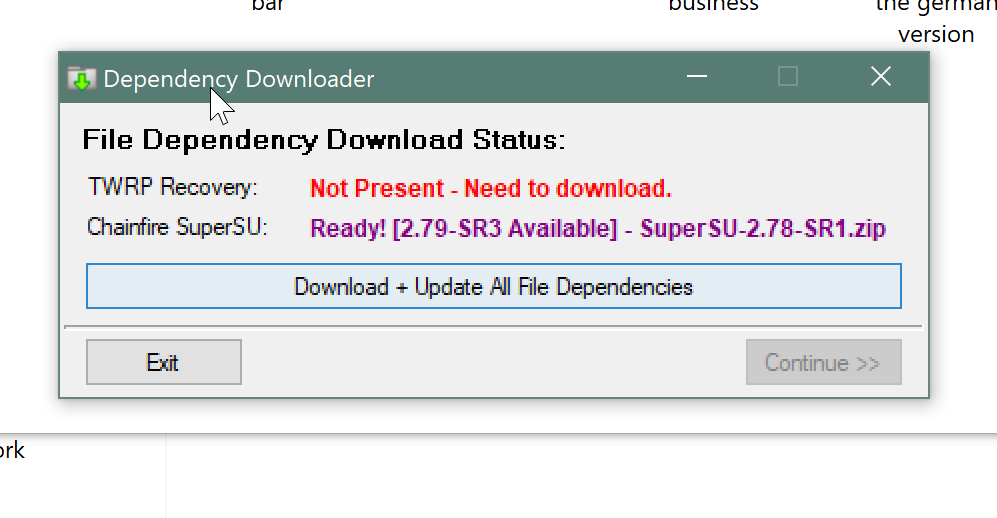 bar
business
the german
version
Dependency Downloader
File Dependency Download Status:
TWRP Recovery: Not Present - Need to download.
Chainfire SuperSU: Ready! [2.79-SR3 Available] - SuperSU-2.78-SR1.zip
Download + Update All File Dependencies
Exit
Continue >>
ork